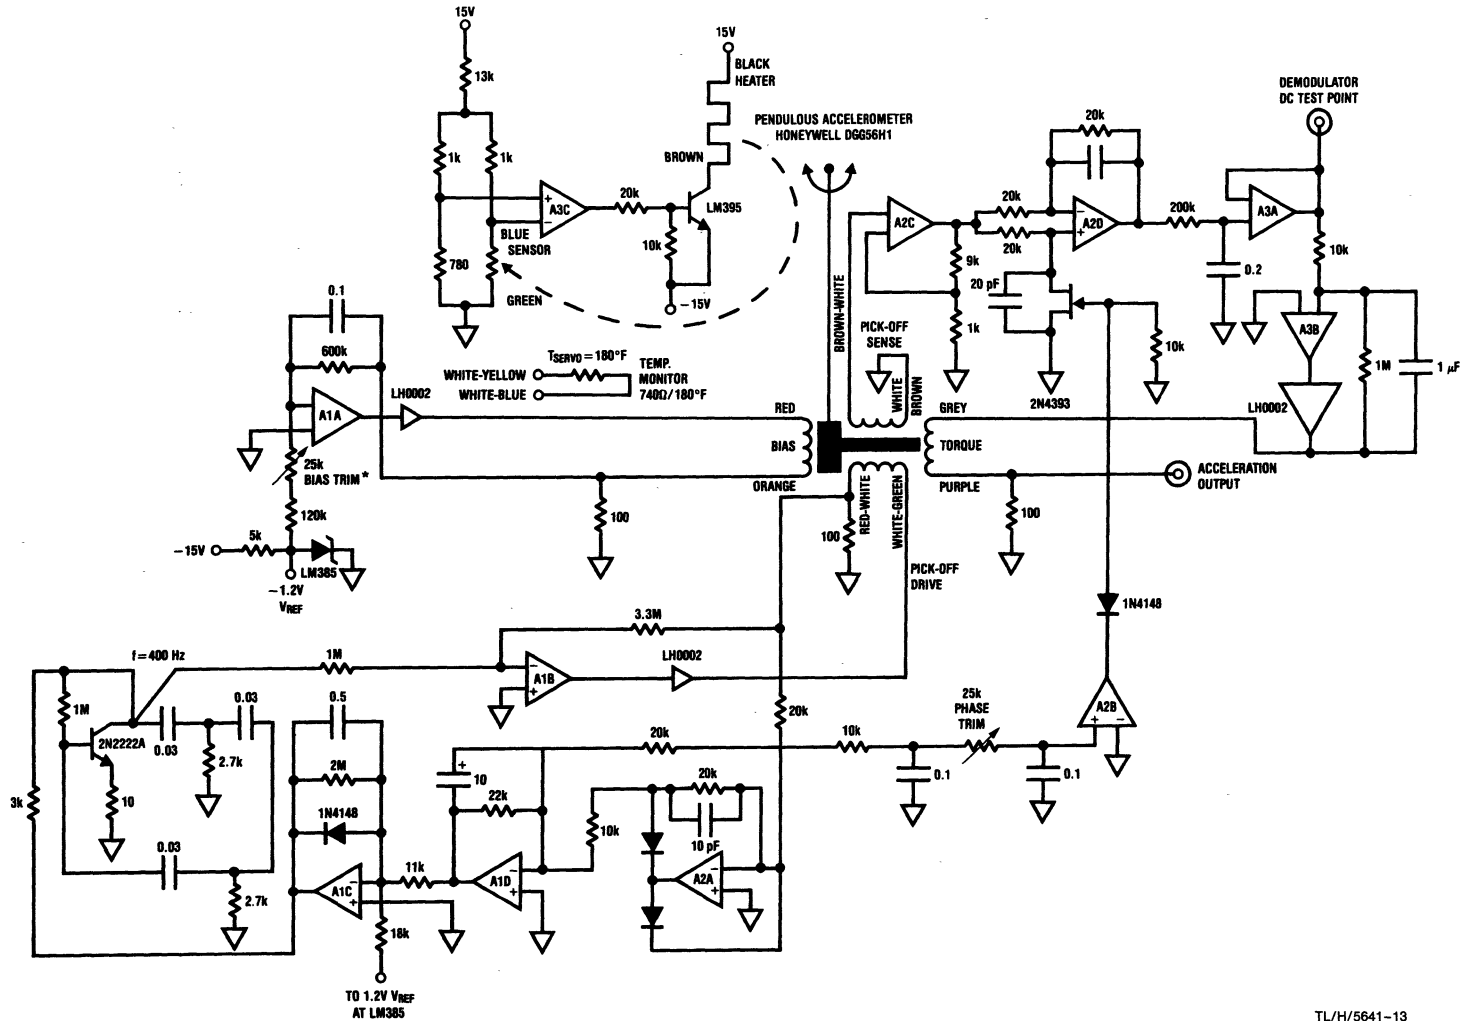 15V
13k
1k
1k
780
A3C
+
−
BLUE
SENSOR
GREEN
20k
10k
LM395
−15V
BROWN
15V
BLACK
HEATER
PENDULOUS ACCELEROMETER
HONEYWELL DGG56H1
BROWN-WHITE
A2C
9k
1k
20k
20k
20 pF
20k
A2D
−
+
2N4393
10k
200k
0.2
A3A
DEMODULATOR
DC TEST POINT
10k
A3B
LH0002
1M
1 µF
0.1
600k
A1A
LH0002
25k
BIAS TRIM*
120k
5k
−15V
LM385
−1.2V
VREF
TSERVO = 180°F
WHITE-YELLOW
WHITE-BLUE
TEMP.
MONITOR
740Ω/180°F
RED
BIAS
ORANGE
100
PICK-OFF
SENSE
WHITE
BROWN
GREY
TORQUE
PURPLE
100
ACCELERATION
OUTPUT
RED-WHITE
WHITE-GREEN
100
PICK-OFF
DRIVE
1N4148
A2B
+ −
25k
PHASE
TRIM
0.1
0.1
10k
20k
3.3M
f = 400 Hz
1M
A1B
−
+
LH0002
20k
1M
2N2222A
10
0.03
0.03
2.7k
0.03
2.7k
3k
0.5
2M
1N4148
A1C
−
+
11k
18k
TO 1.2V VREF
AT LM385
+
10
22k
A1D
−
+
10k
20k
10 pF
A2A
−
+
TL/H/5641–13